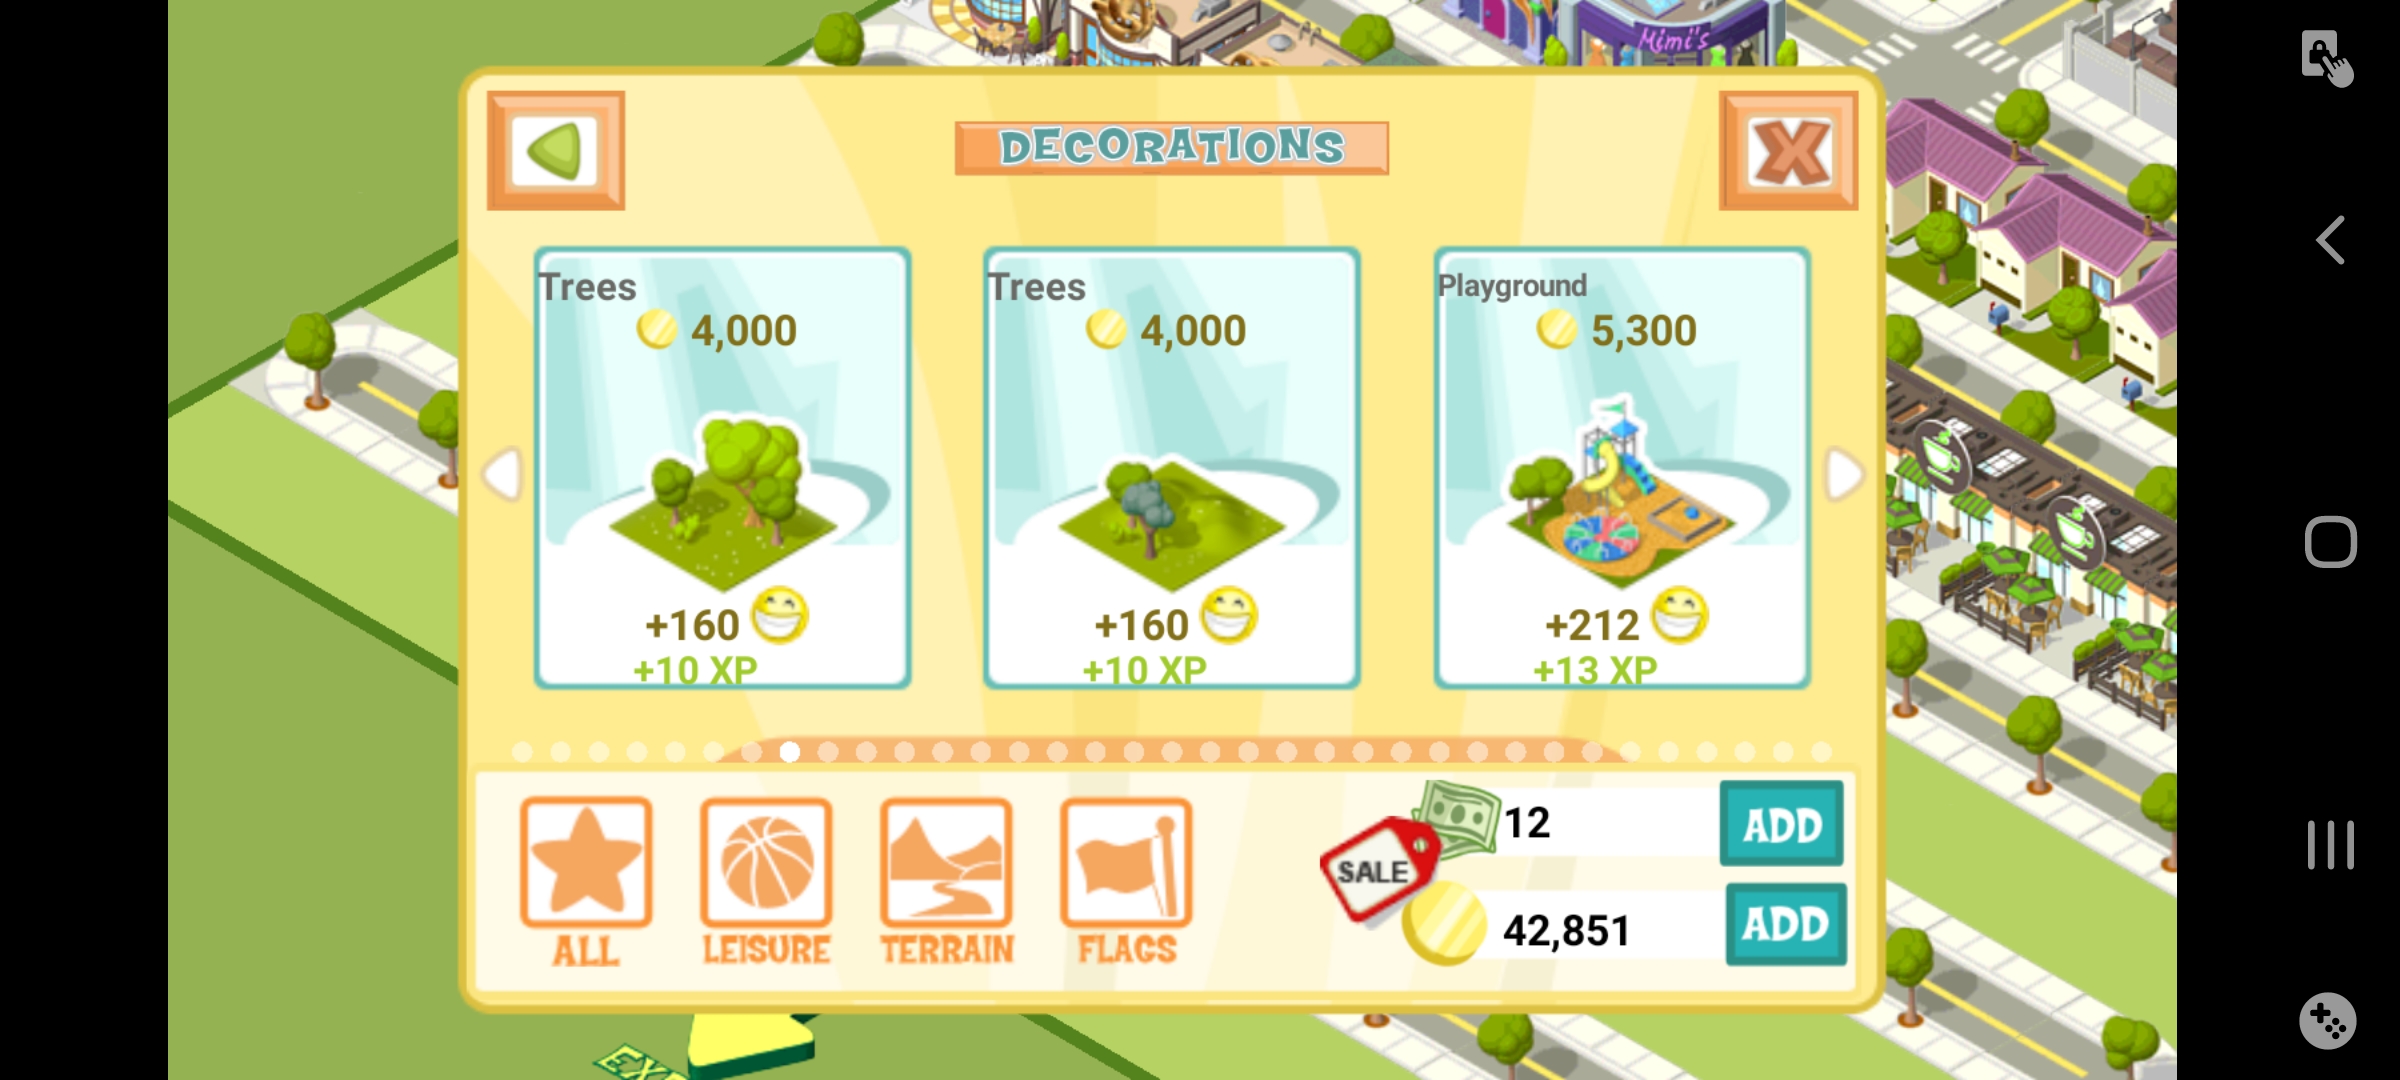 Mimi's
DECORATIONS
Trees
4,000
+160
+10 XP
Trees
4,000
+160
+10 XP
Playground
5,300
+212
+13 XP
ALL
LEISURE
TERRAIN
FLAGS
SALE
12
ADD
42,851
ADD